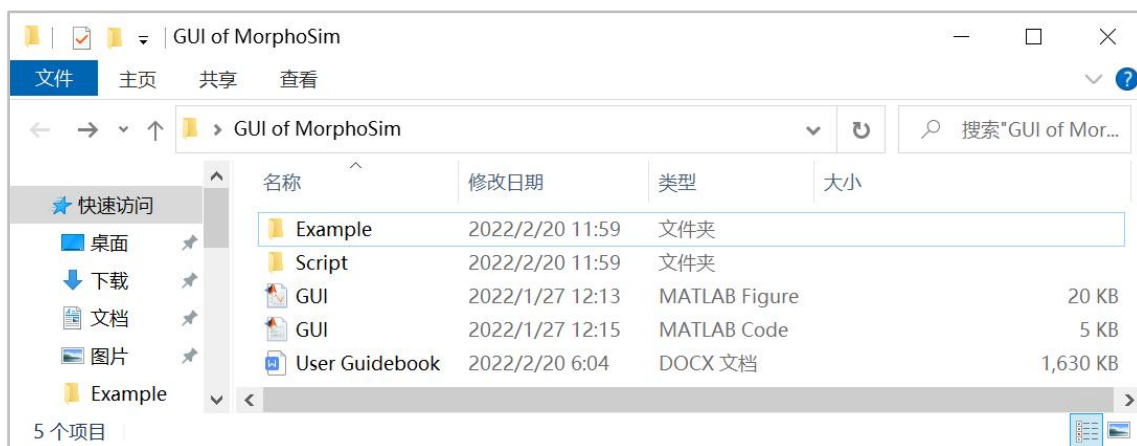 GUI of MorphoSim
文件 主页 共享 查看
GUI of MorphoSim 搜索"GUI of Mor...
名称 修改日期 类型 大小
快速访问
桌面
下载
文档
图片
Example
Example 2022/2/20 11:59 文件夹
Script 2022/2/20 11:59 文件夹
GUI 2022/1/27 12:13 MATLAB Figure 20 KB
GUI 2022/1/27 12:15 MATLAB Code 5 KB
User Guidebook 2022/2/20 6:04 DOCX 文档 1,630 KB
5 个项目